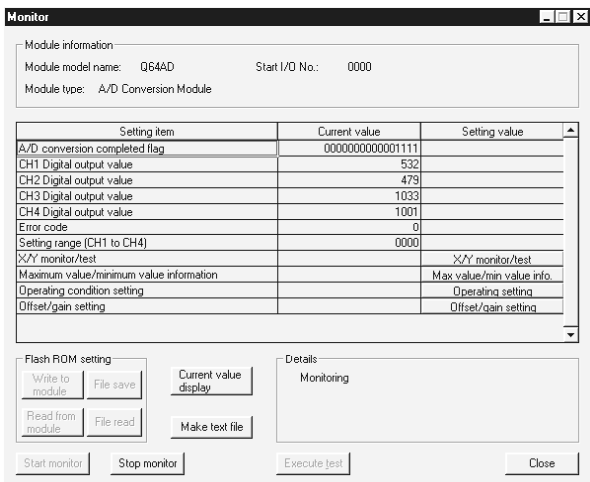 Monitor
Module information
Module model name: Q64AD Start I/O No.: 0000
Module type: A/D Conversion Module
Setting item Current value Setting value
A/D conversion completed flag 0000000000001111
CH1 Digital output value 532
CH2 Digital output value 479
CH3 Digital output value 1033
CH4 Digital output value 1001
Error code 0
Setting range (CH1 to CH4) 0000
X/Y monitor/test X/Y monitor/test
Maximum value/minimum value information Max value/min value info.
Operating condition setting Operating setting
Offset/gain setting Offset/gain setting
Flash ROM setting
Write to
module
File save
Read from
module
File read
Current value
display
Make text file
Details
Monitoring
Start monitor Stop monitor Execute test Close